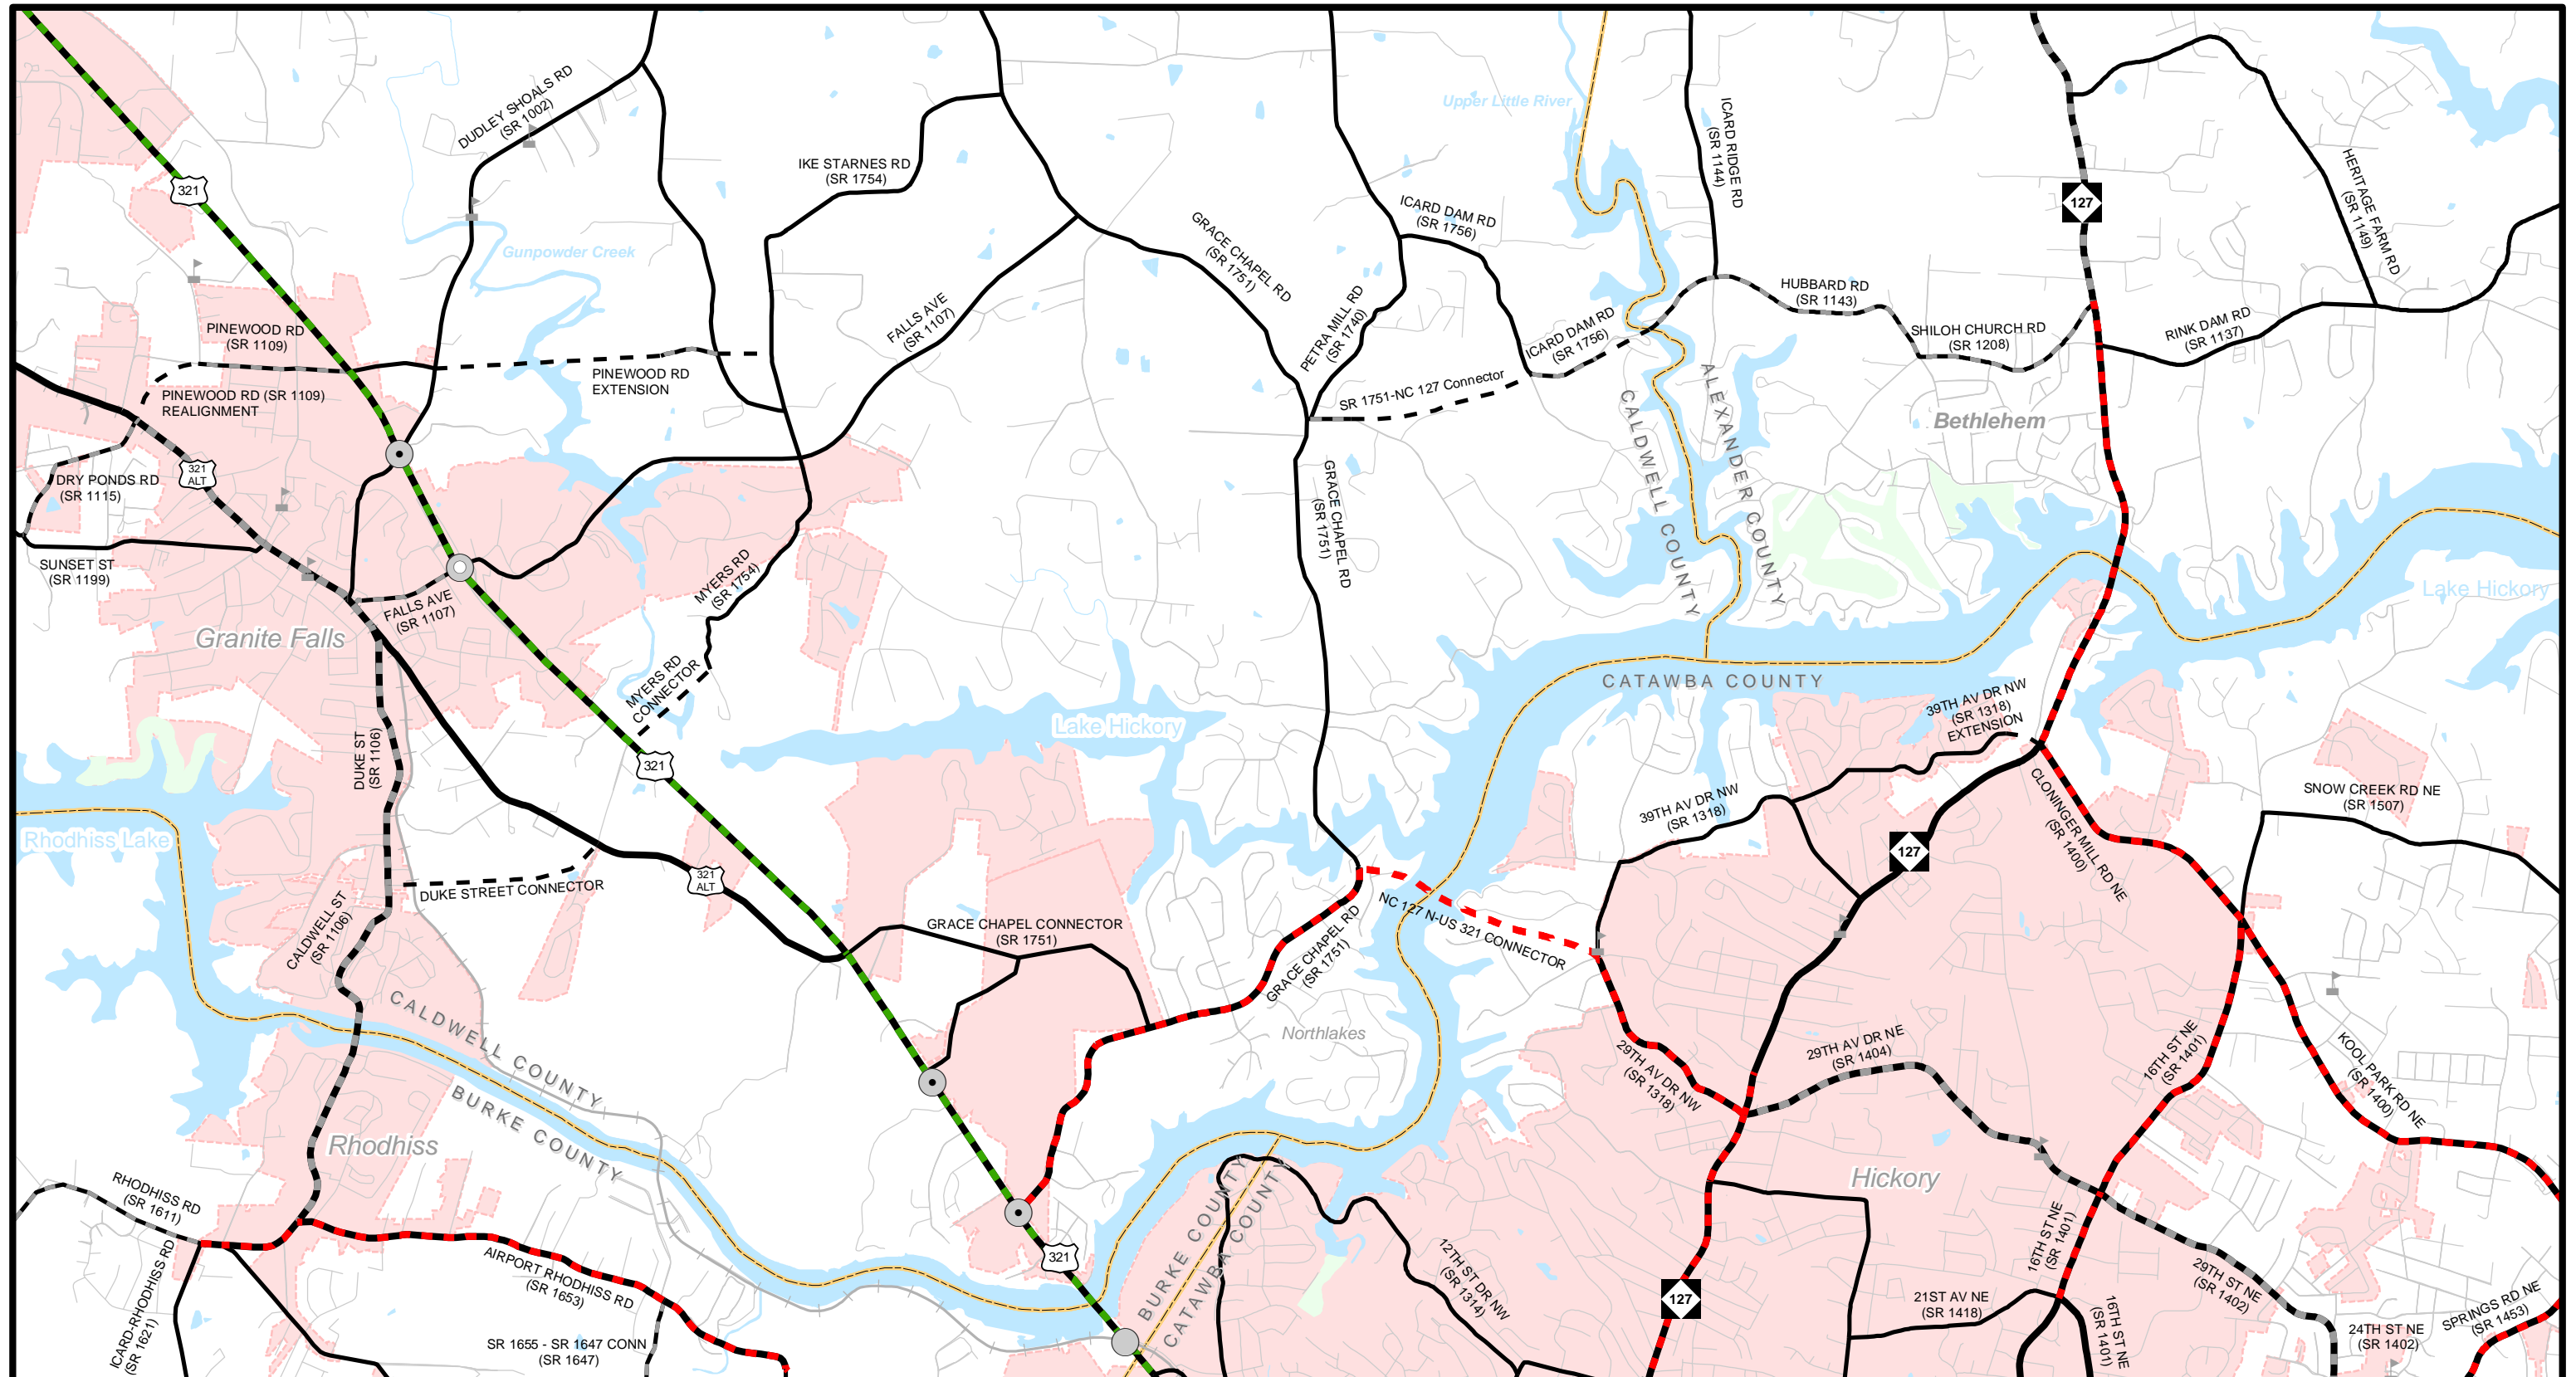 DUDLEY SHOALS RD
(SR 1002)
321
IKE STARNES RD
(SR 1754)
Upper Little River
ICARD RIDGE RD
(SR 1144)
127
HERITAGE FARM RD
(SR 1149)
Gunpowder Creek
GRACE CHAPEL RD
(SR 1751)
ICARD DAM RD
(SR 1756)
PINEWOOD RD
(SR 1109)
FALLS AVE
(SR 1107)
PETRA MILL RD
(SR 1740)
ICARD DAM RD
(SR 1756)
HUBBARD RD
(SR 1143)
SHILOH CHURCH RD
(SR 1208)
RINK DAM RD
(SR 1137)
PINEWOOD RD (SR 1109)
REALIGNMENT
PINEWOOD RD
EXTENSION
SR 1751-NC 127 Connector
CALDWELL COUNTY
ALEXANDER COUNTY
Bethlehem
321
ALT
DRY PONDS RD
(SR 1115)
GRACE CHAPEL RD
(SR 1751)
SUNSET ST
(SR 1199)
FALLS AVE
(SR 1107)
MYERS RD
(SR 1754)
Lake Hickory
Granite Falls
MYERS RD
CONNECTOR
CATAWBA COUNTY
39TH AV DR NW
(SR 1318)
EXTENSION
Lake Hickory
DUKE ST
(SR 1106)
321
39TH AV DR NW
(SR 1318)
CLONINGER MILL RD NE
(SR 1400)
SNOW CREEK RD NE
(SR 1507)
Rhodhiss Lake
127
321
ALT
DUKE STREET CONNECTOR
CALDWELL ST
(SR 1106)
GRACE CHAPEL CONNECTOR
(SR 1751)
GRACE CHAPEL RD
(SR 1751)
NC 127 N-US 321 CONNECTOR
CALDWELL COUNTY
BURKE COUNTY
Northlakes
29TH AV DR NW
(SR 1318)
29TH AV DR NE
(SR 1404)
16TH ST NE
(SR 1401)
KOOL PARK RD NE
(SR 1400)
Rhodhiss
Hickory
RHODHISS RD
(SR 1611)
ICARD-RHODHISS RD
(SR 1621)
AIRPORT RHODHISS RD
(SR 1653)
321
BURKE COUNTY
CATAWBA COUNTY
12TH ST DR NW
(SR 1314)
127
16TH ST NE
(SR 1401)
29TH ST NE
(SR 1402)
21ST AV NE
(SR 1418)
16TH ST NE
(SR 1401)
24TH ST NE
(SR 1402)
SPRINGS RD NE
(SR 1453)
SR 1655 - SR 1647 CONN
(SR 1647)